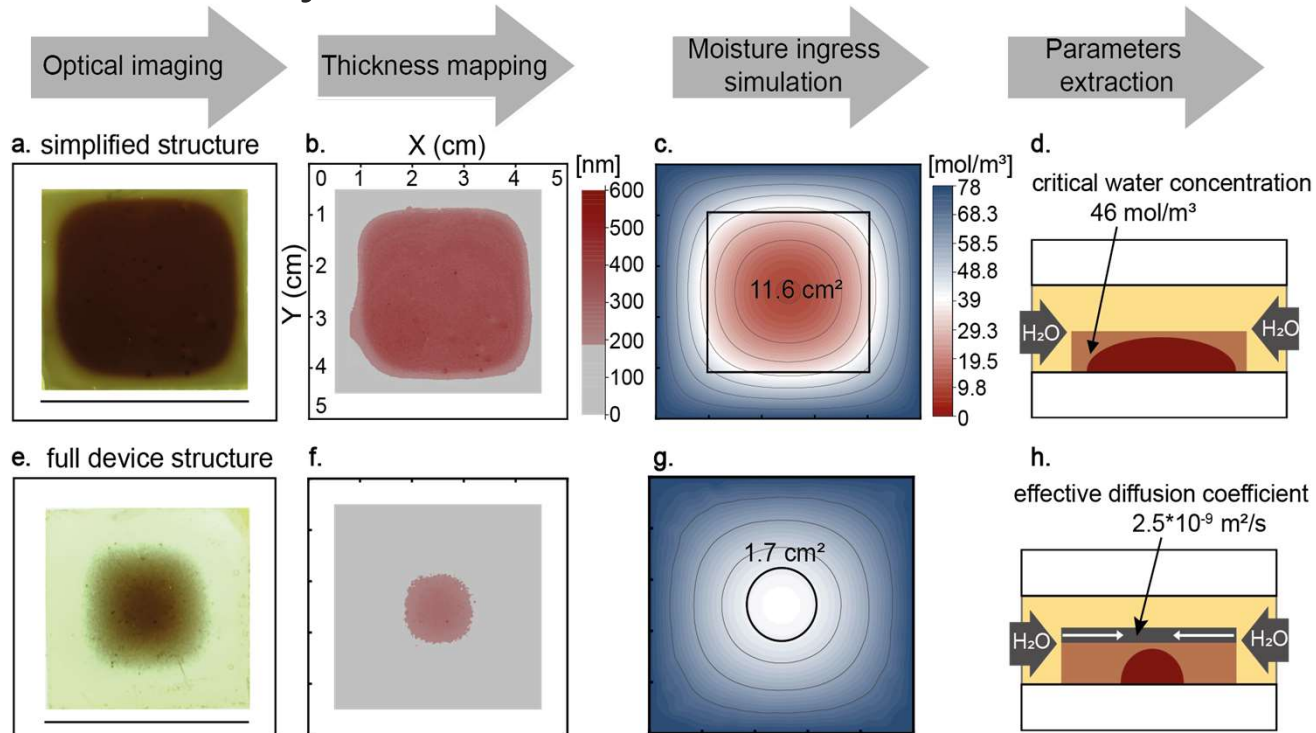 Optical imaging
Thickness mapping
Moisture ingress
simulation
Parameters
extraction
a. simplified structure
b.
X (cm)
0 1 2 3 4 5
Y (cm)
1
2
3
4
5
[nm]
600
500
400
300
200
100
0
c.
11.6 cm²
[mol/m³]
78
68.3
58.5
48.8
39
29.3
19.5
9.8
0
d.
critical water concentration
46 mol/m³
H₂O
H₂O
e. full device structure
f.
g.
1.7 cm²
h.
effective diffusion coefficient
2.5*10⁻⁹ m²/s
H₂O
H₂O